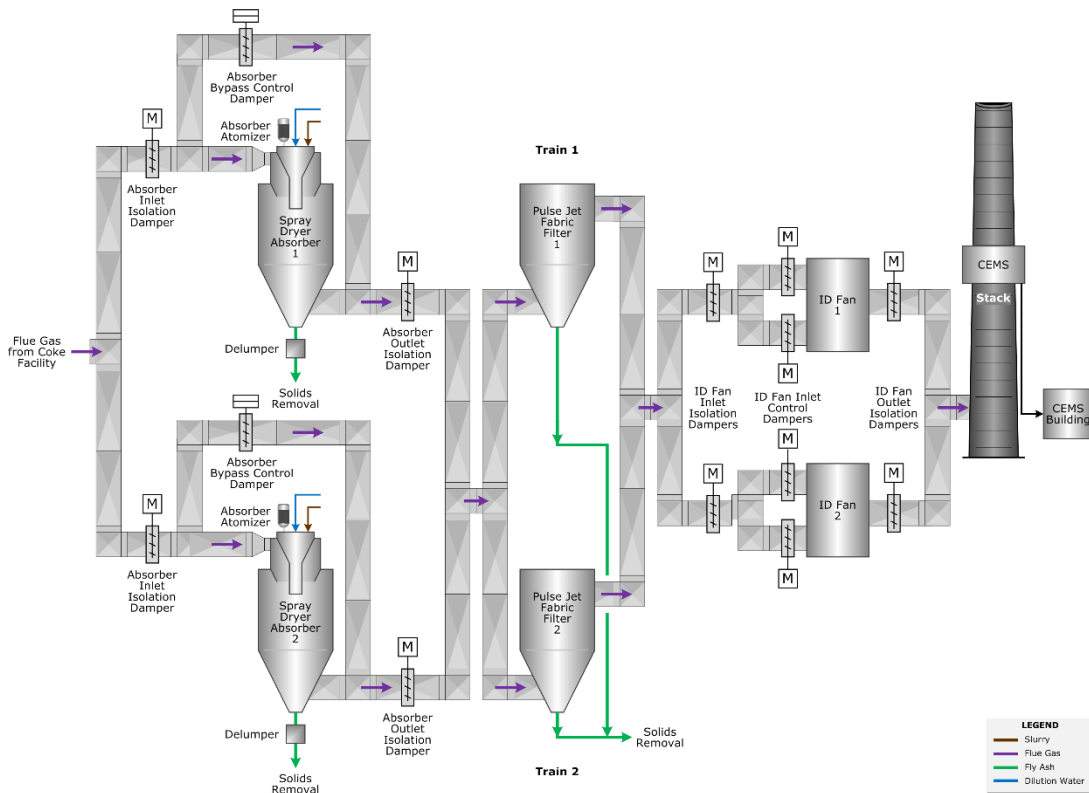 Absorber
Bypass Control
Damper
M
Absorber
Atomizer
Absorber
Inlet
Isolation
Damper
Spray
Dryer
Absorber
1
Delumper
Solids
Removal
M
Absorber
Outlet
Isolation
Damper
Flue Gas
from Coke
Facility
Absorber
Bypass Control
Damper
M
Absorber
Atomizer
Absorber
Inlet
Isolation
Damper
Spray
Dryer
Absorber
2
Delumper
Solids
Removal
M
Absorber
Outlet
Isolation
Damper
Train 1
Pulse Jet
Fabric
Filter
1
Pulse Jet
Fabric
Filter
2
Solids
Removal
Train 2
M
M
M
M
ID Fan
1
ID Fan
Inlet
Isolation
Dampers
ID Fan Inlet
Control
Dampers
ID Fan
Outlet
Isolation
Dampers
M
M
M
M
ID Fan
2
CEMS
Stack
CEMS
Building
LEGEND
Slurry
Flue Gas
Fly Ash
Dilution Water